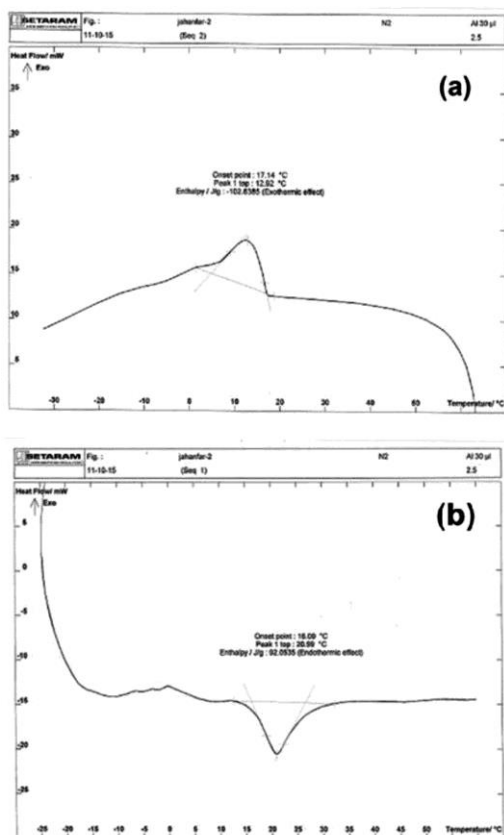 SETARAM
Fig. :
jahanfar-2
N2
Al 30 µl
11-10-15
(Seq 2)
2.5
Heat Flow/ mW
Exo
(a)
35
30
25
20
15
10
5
Onset point : 17.14 °C
Peak 1 top : 12.92 °C
Enthalpy / J/g : -102.6365 (Exothermic effect)
-30
-20
-10
0
10
20
30
40
50
Temperature/ °C
SETARAM
Fig. :
jahanfar-2
N2
Al 30 µl
11-10-15
(Seq 1)
2.5
Heat Flow/ mW
Exo
(b)
5
0
-5
-10
-15
-20
-25
Onset point : 16.09 °C
Peak 1 top : 20.99 °C
Enthalpy / J/g : 92.0535 (Endothermic effect)
-25
-20
-15
-10
-5
0
5
10
15
20
25
30
35
40
45
50
Temperature/ °C